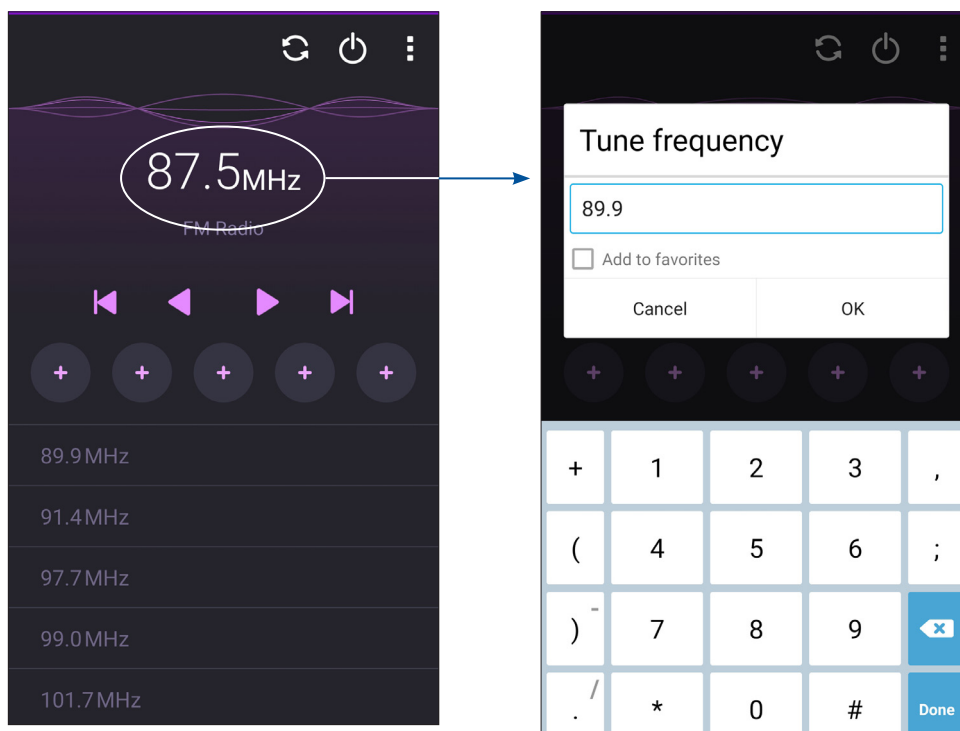 87.5MHz
FM Radio
+ + + + +
89.9MHz
91.4MHz
97.7MHz
99.0MHz
101.7MHz
Tune frequency
89.9
Add to favorites
Cancel OK
+ + + + +
+ 1 2 3 ,
( 4 5 6 ;
) - 7 8 9
. / * 0 # Done